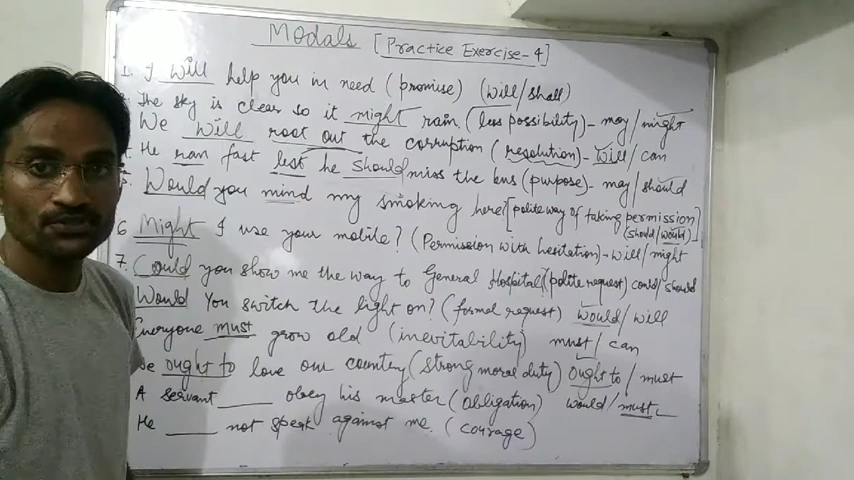 Modals [Practice Exercise-4]
1. I will help you in need (promise) (will/shall)
The sky is clear so it might rain (less possibility) - may/might
We will root out the corruption (resolution) - will/can
He ran fast lest he should miss the bus (purpose) - may/should
Would you mind my smoking here [polite way of taking permission]
(should/would)
6 Might I use your mobile? (Permission with hesitation) - will/might
7. Could you show me the way to General Hospital (polite request) could/should
Would You switch the light on? (formal request) would/will
Everyone must grow old (inevitability) must/can
We ought to love our country (strong moral duty) ought to/must
A servant ____ obey his master (obligation) would/must
He ____ not speak against me. (courage)